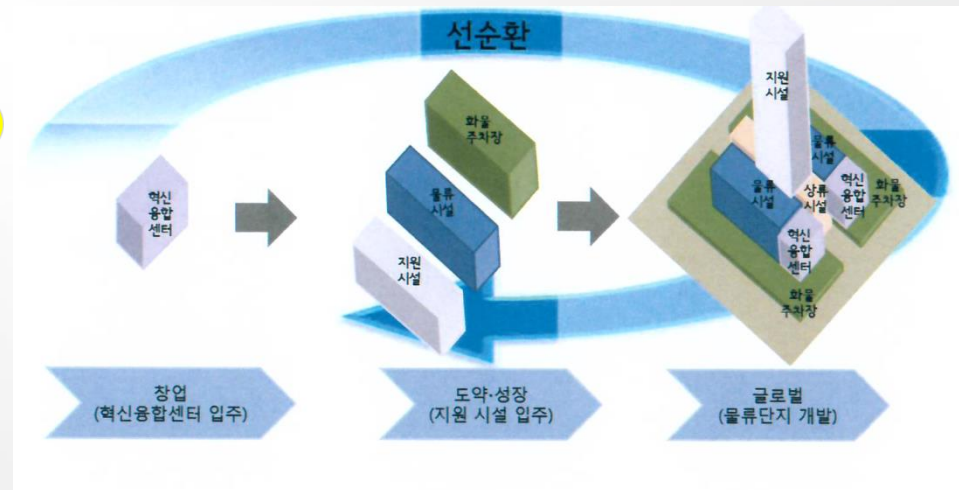 선순환
혁신
융합
센터
화물
주차장
물류
시설
지원
시설
지원
시설
물류
시설
물류
시설
상류
시설
혁신
융합
센터
화물
주차장
혁신
융합
센터
화물
주차장
창업
(혁신융합센터 입주)
도약·성장
(지원 시설 입주)
글로벌
(물류단지 개발)